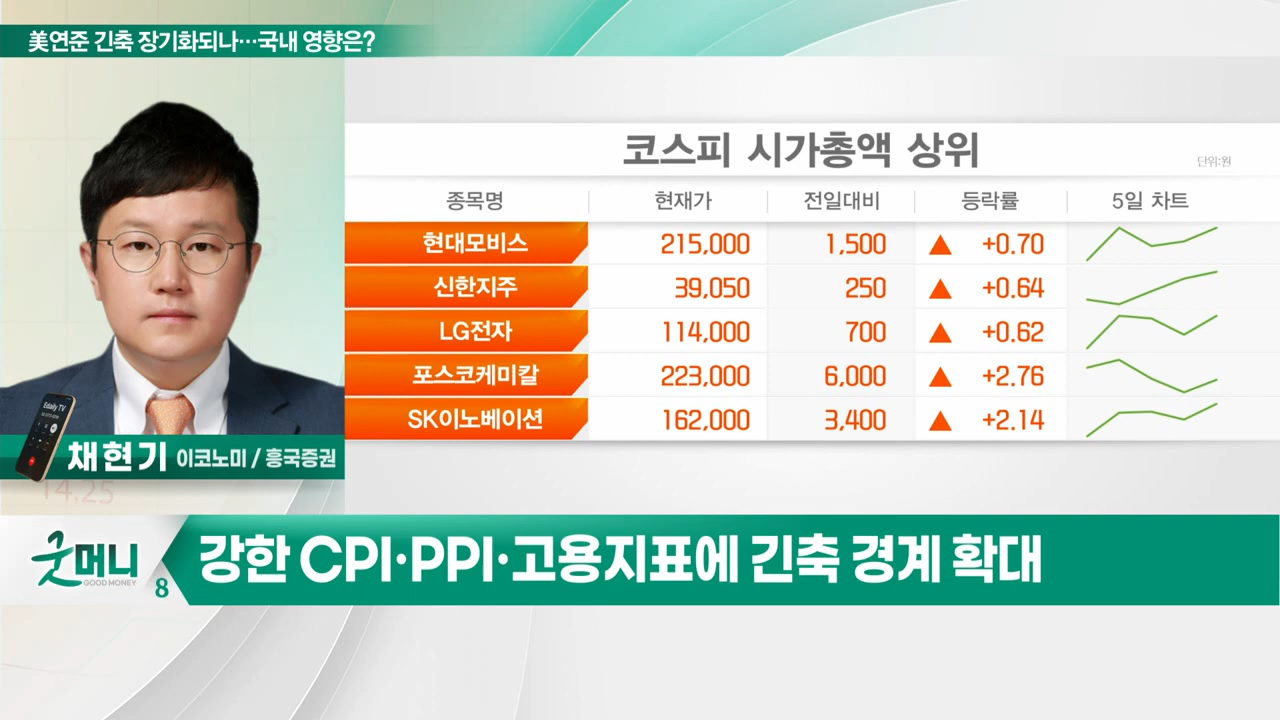 美연준 긴축 장기화되나…국내 영향은?
코스피 시가총액 상위
단위:원
종목명 현재가 전일대비 등락률 5일 차트
현대모비스 215,000 1,500 ▲ +0.70
신한지주 39,050 250 ▲ +0.64
LG전자 114,000 700 ▲ +0.62
포스코케미칼 223,000 6,000 ▲ +2.76
SK이노베이션 162,000 3,400 ▲ +2.14
Edaily TV
채현기 이코노미 / 흥국증권
14.25
굿머니
GOOD MONEY
8
강한 CPI·PPI·고용지표에 긴축 경계 확대